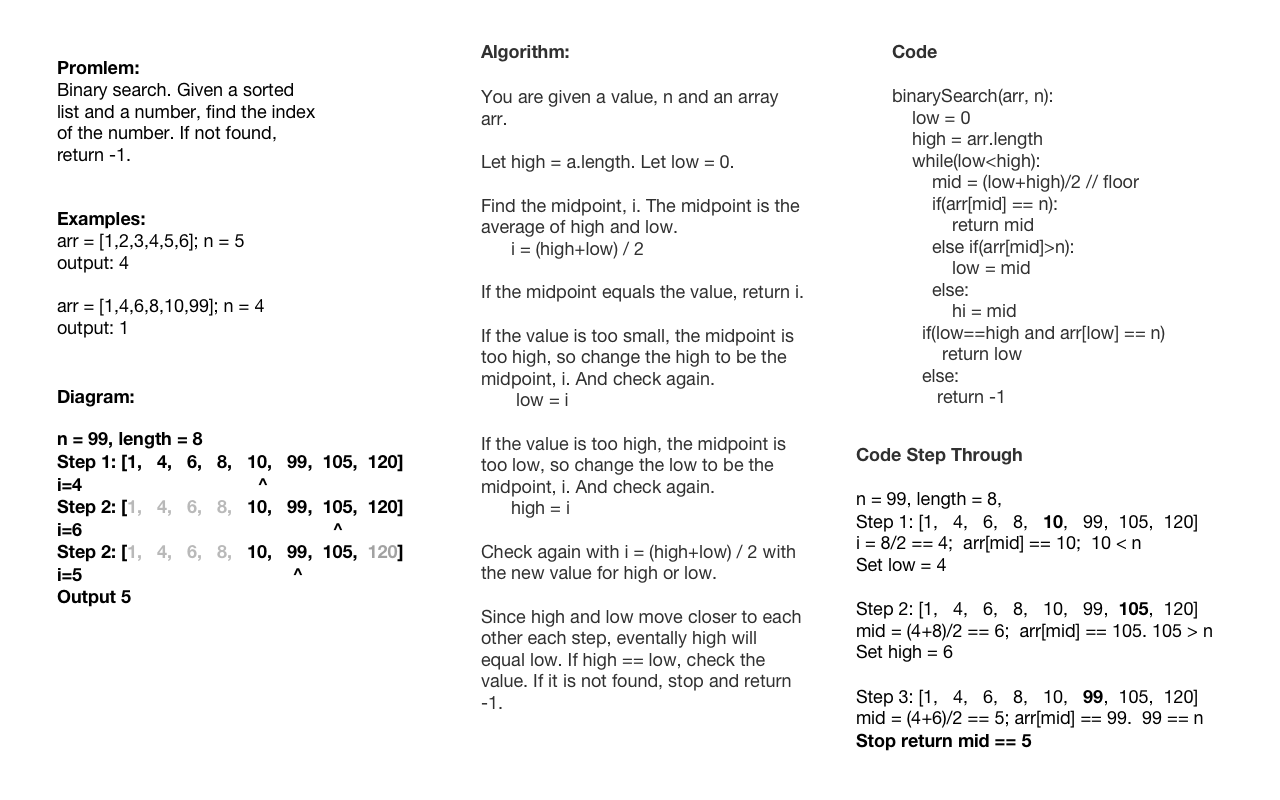 Promlem:
Binary search. Given a sorted
list and a number, find the index
of the number. If not found,
return -1.
Examples:
arr = [1,2,3,4,5,6]; n = 5
output: 4
arr = [1,4,6,8,10,99]; n = 4
output: 1
Diagram:
n = 99, length = 8
Step 1: [1, 4, 6, 8, 10, 99, 105, 120]
i=4 ^
Step 2: [1, 4, 6, 8, 10, 99, 105, 120]
i=6 ^
Step 2: [1, 4, 6, 8, 10, 99, 105, 120]
i=5 ^
Output 5
Algorithm:
You are given a value, n and an array
arr.
Let high = a.length. Let low = 0.
Find the midpoint, i. The midpoint is the
average of high and low.
i = (high+low) / 2
If the midpoint equals the value, return i.
If the value is too small, the midpoint is
too high, so change the high to be the
midpoint, i. And check again.
low = i
If the value is too high, the midpoint is
too low, so change the low to be the
midpoint, i. And check again.
high = i
Check again with i = (high+low) / 2 with
the new value for high or low.
Since high and low move closer to each
other each step, eventally high will
equal low. If high == low, check the
value. If it is not found, stop and return
-1.
Code
binarySearch(arr, n):
low = 0
high = arr.length
while(low<high):
mid = (low+high)/2 // floor
if(arr[mid] == n):
return mid
else if(arr[mid]>n):
low = mid
else:
hi = mid
if(low==high and arr[low] == n)
return low
else:
return -1
Code Step Through
n = 99, length = 8,
Step 1: [1, 4, 6, 8, 10, 99, 105, 120]
i = 8/2 == 4; arr[mid] == 10; 10 < n
Set low = 4
Step 2: [1, 4, 6, 8, 10, 99, 105, 120]
mid = (4+8)/2 == 6; arr[mid] == 105. 105 > n
Set high = 6
Step 3: [1, 4, 6, 8, 10, 99, 105, 120]
mid = (4+6)/2 == 5; arr[mid] == 99. 99 == n
Stop return mid == 5